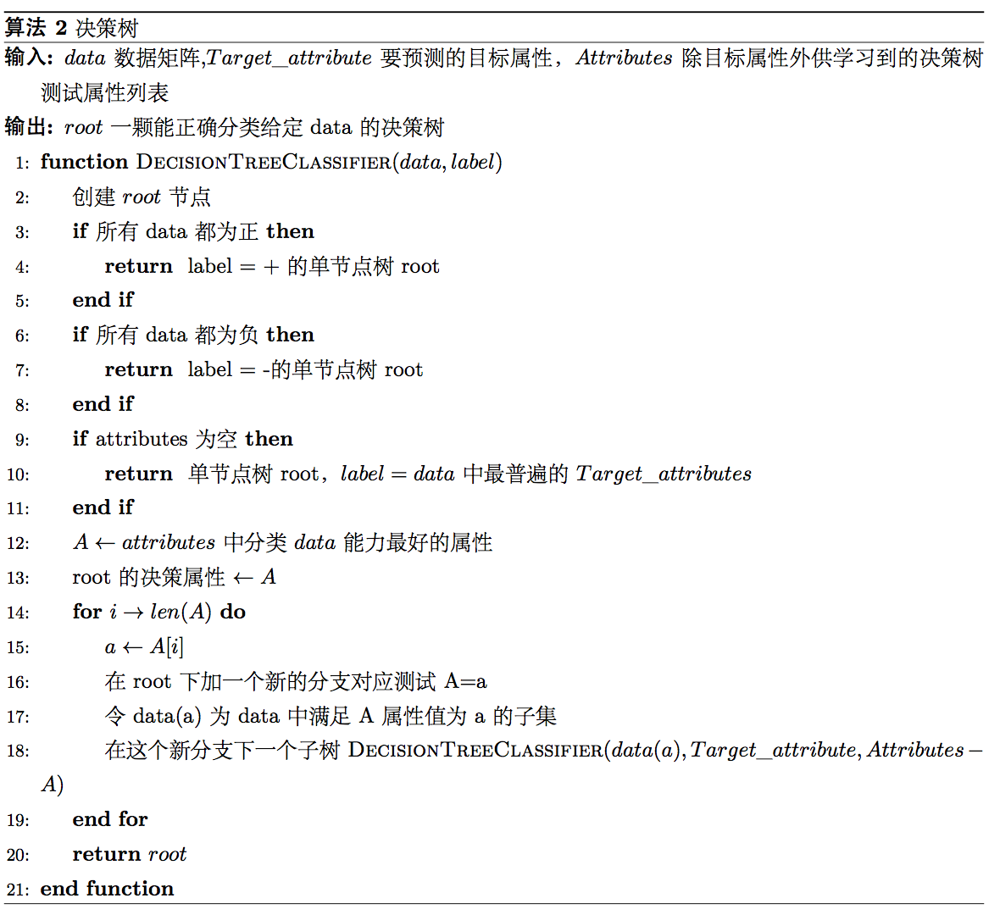 算法 2 决策树
输入: data 数据矩阵,Target_attribute 要预测的目标属性，Attributes 除目标属性外供学习到的决策树
测试属性列表
输出: root 一颗能正确分类给定 data 的决策树
1: function DecisionTreeClassifier(data, label)
2: 创建 root 节点
3: if 所有 data 都为正 then
4: return label = + 的单节点树 root
5: end if
6: if 所有 data 都为负 then
7: return label = -的单节点树 root
8: end if
9: if attributes 为空 then
10: return 单节点树 root，label = data 中最普遍的 Target_attributes
11: end if
12: A ← attributes 中分类 data 能力最好的属性
13: root 的决策属性 ← A
14: for i → len(A) do
15: a ← A[i]
16: 在 root 下加一个新的分支对应测试 A=a
17: 令 data(a) 为 data 中满足 A 属性值为 a 的子集
18: 在这个新分支下一个子树 DecisionTreeClassifier(data(a), Target_attribute, Attributes −
A)
19: end for
20: return root
21: end function